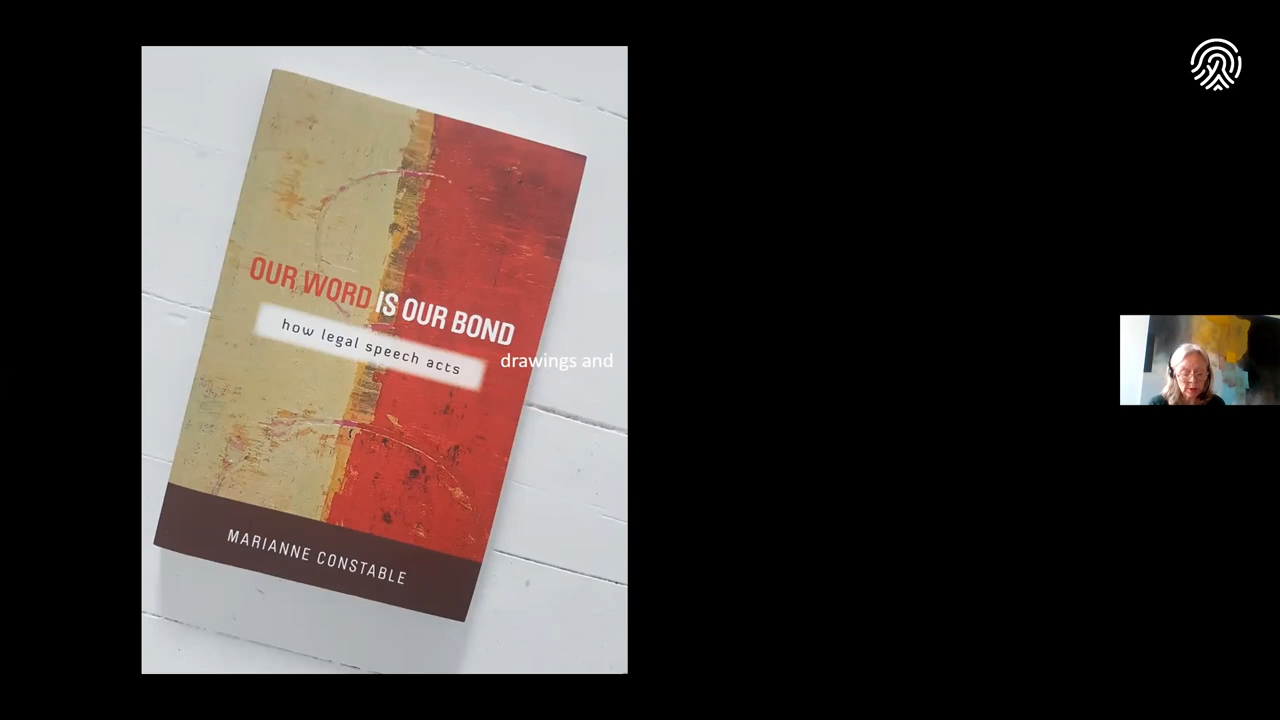 OUR WORD IS OUR BOND
how legal speech acts
drawings and
MARIANNE CONSTABLE